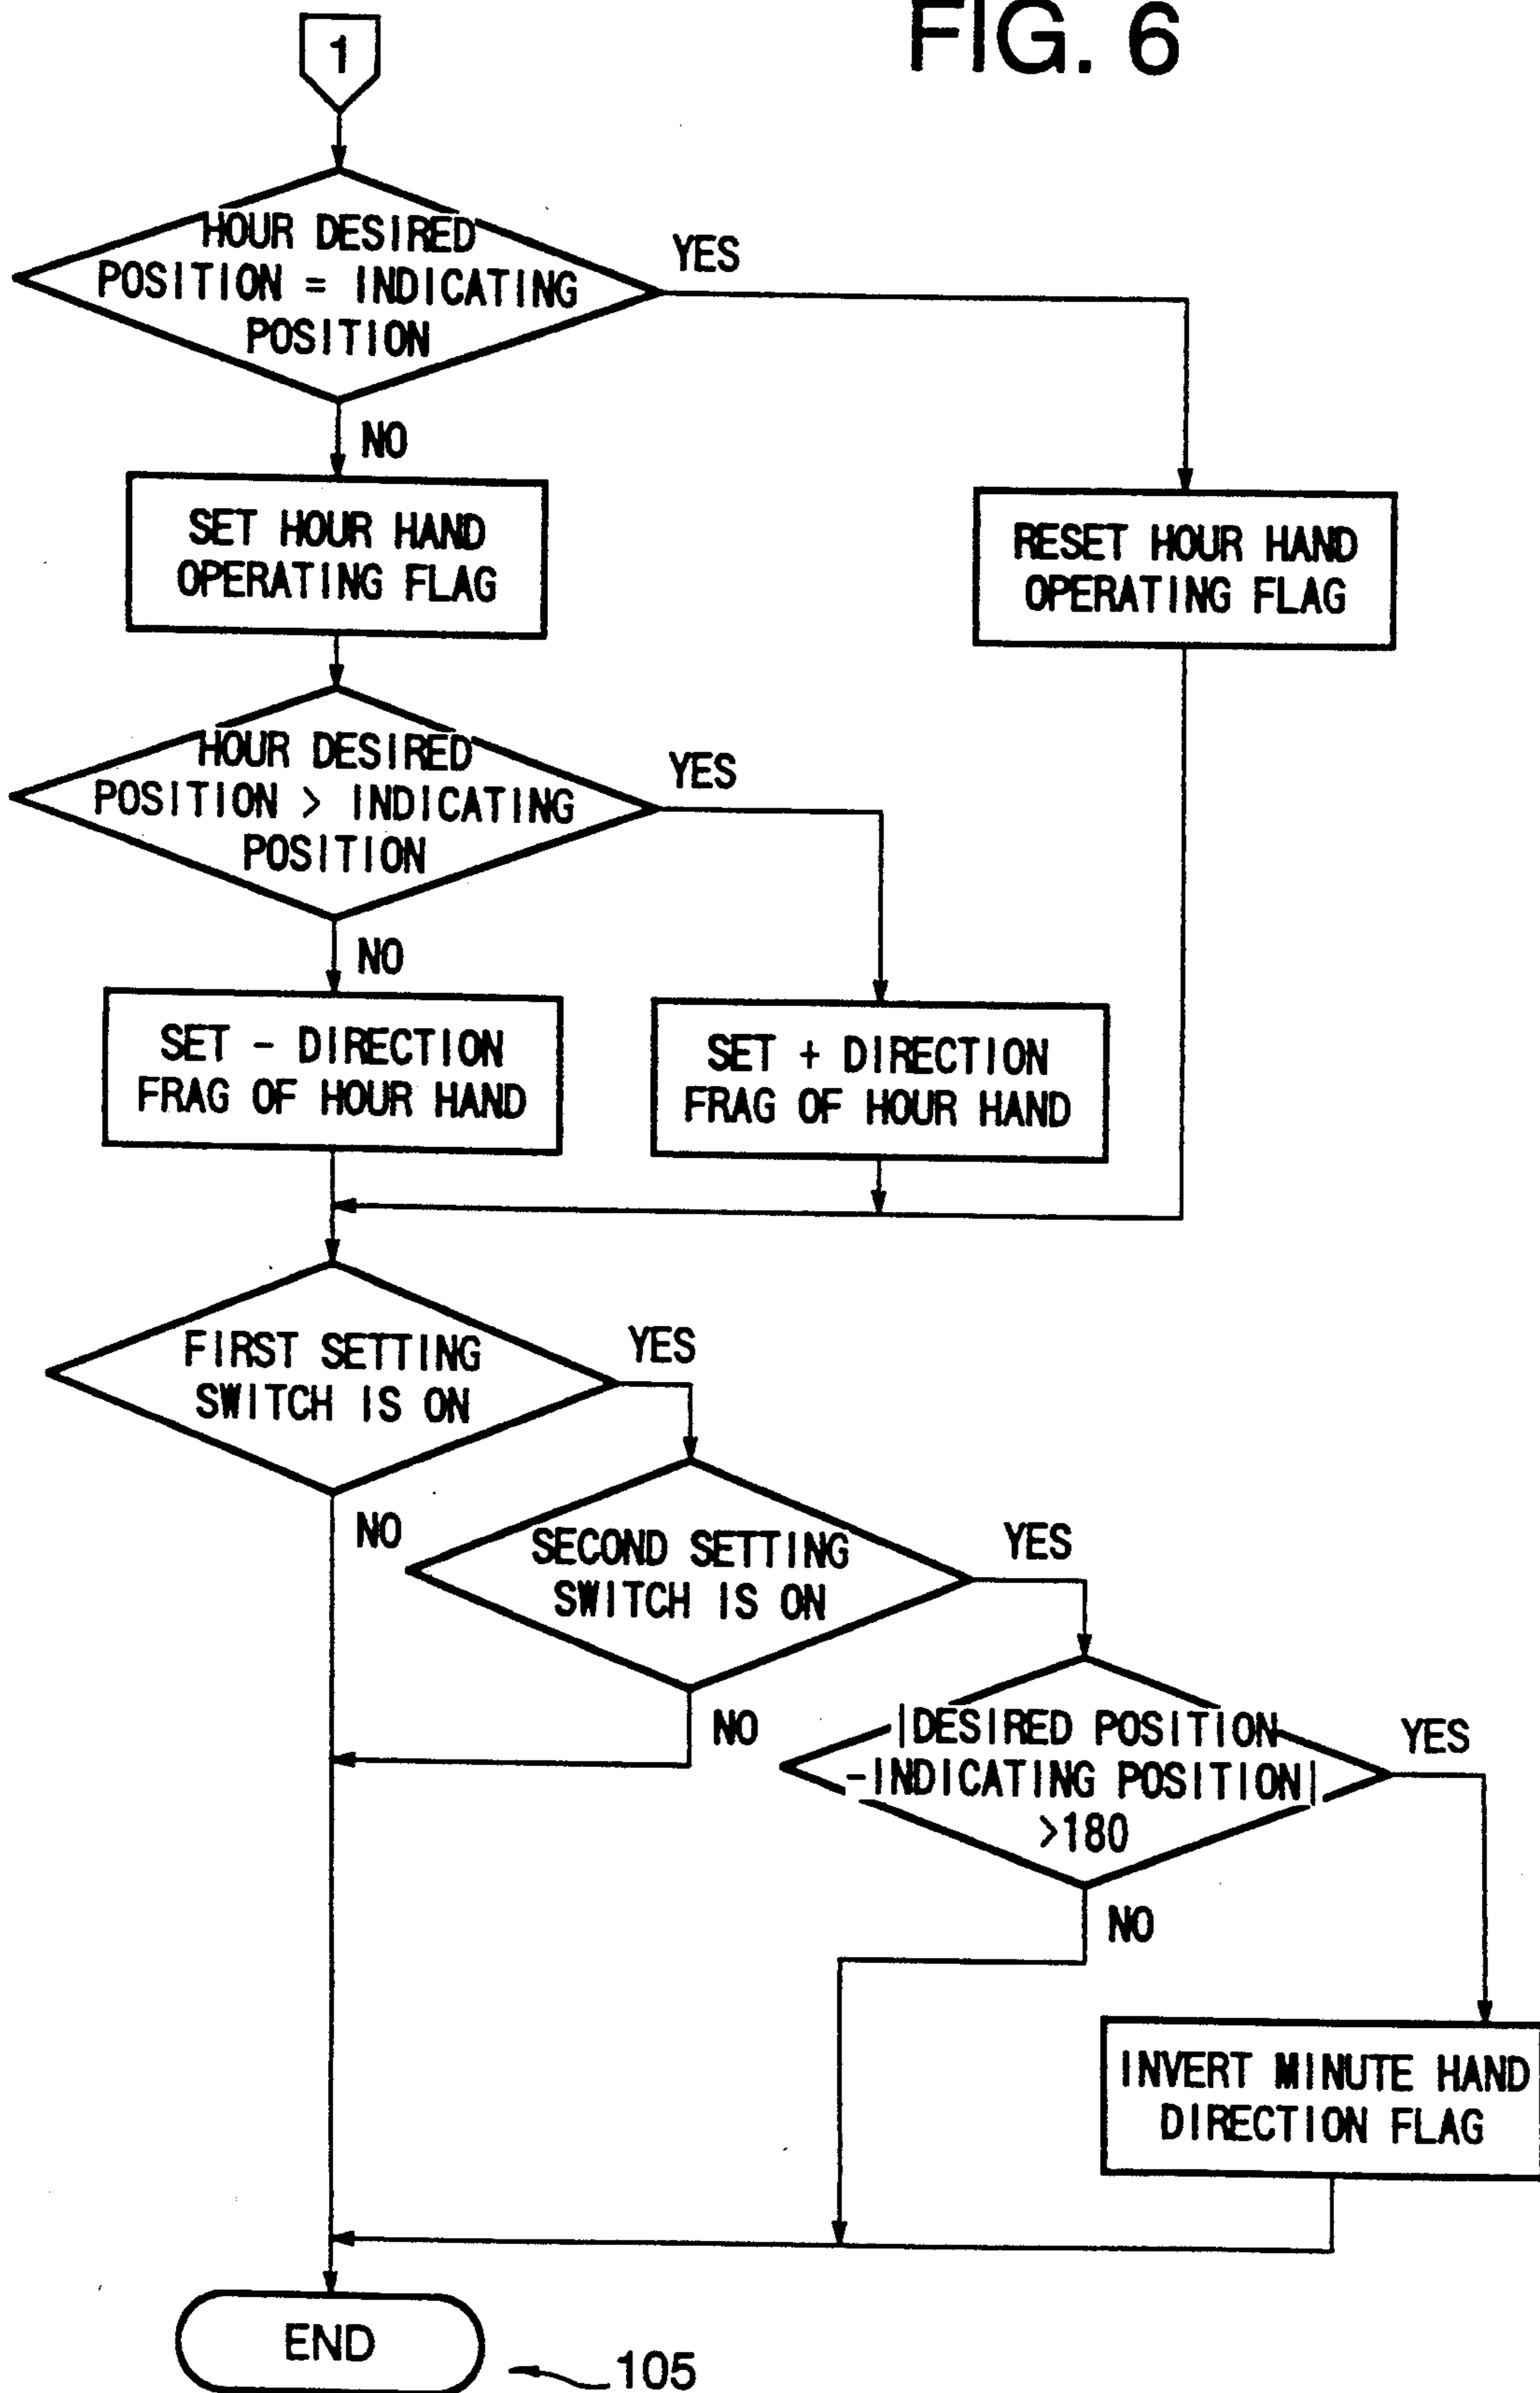 FIG. 6
1
HOUR DESIRED
POSITION = INDICATING
POSITION
YES
NO
SET HOUR HAND
OPERATING FLAG
RESET HOUR HAND
OPERATING FLAG
HOUR DESIRED
POSITION > INDICATING
POSITION
YES
NO
SET - DIRECTION
FRAG OF HOUR HAND
SET + DIRECTION
FRAG OF HOUR HAND
FIRST SETTING
SWITCH IS ON
YES
NO
SECOND SETTING
SWITCH IS ON
YES
NO
|DESIRED POSITION
-INDICATING POSITION|
>180
YES
NO
INVERT MINUTE HAND
DIRECTION FLAG
END
105